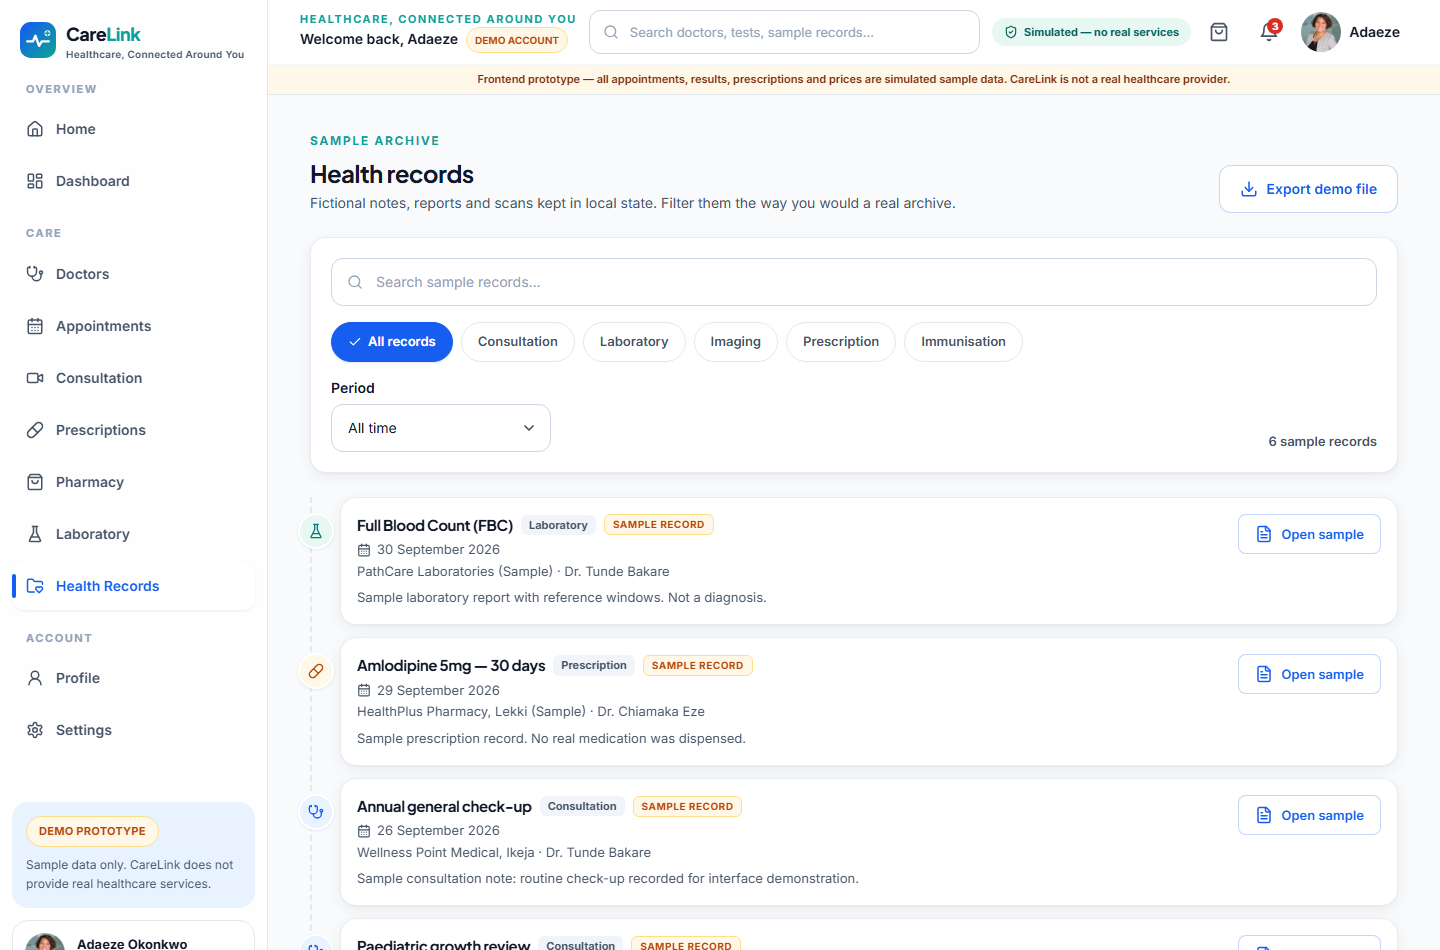 CareLink
Healthcare, Connected Around You
OVERVIEW
Home
Dashboard
CARE
Doctors
Appointments
Consultation
Prescriptions
Pharmacy
Laboratory
Health Records
ACCOUNT
Profile
Settings
DEMO PROTOTYPE
Sample data only. CareLink does not
provide real healthcare services.
Adaeze Okonkwo
HEALTHCARE, CONNECTED AROUND YOU
Welcome back, Adaeze DEMO ACCOUNT
Search doctors, tests, sample records...
Simulated — no real services
3
Adaeze
Frontend prototype — all appointments, results, prescriptions and prices are simulated sample data. CareLink is not a real healthcare provider.
SAMPLE ARCHIVE
Health records
Fictional notes, reports and scans kept in local state. Filter them the way you would a real archive.
Export demo file
Search sample records...
All records Consultation Laboratory Imaging Prescription Immunisation
Period
All time
6 sample records
Full Blood Count (FBC) Laboratory SAMPLE RECORD
30 September 2026
PathCare Laboratories (Sample) · Dr. Tunde Bakare
Sample laboratory report with reference windows. Not a diagnosis.
Open sample
Amlodipine 5mg — 30 days Prescription SAMPLE RECORD
29 September 2026
HealthPlus Pharmacy, Lekki (Sample) · Dr. Chiamaka Eze
Sample prescription record. No real medication was dispensed.
Open sample
Annual general check-up Consultation SAMPLE RECORD
26 September 2026
Wellness Point Medical, Ikeja · Dr. Tunde Bakare
Sample consultation note: routine check-up recorded for interface demonstration.
Open sample
Paediatric growth review Consultation SAMPLE RECORD